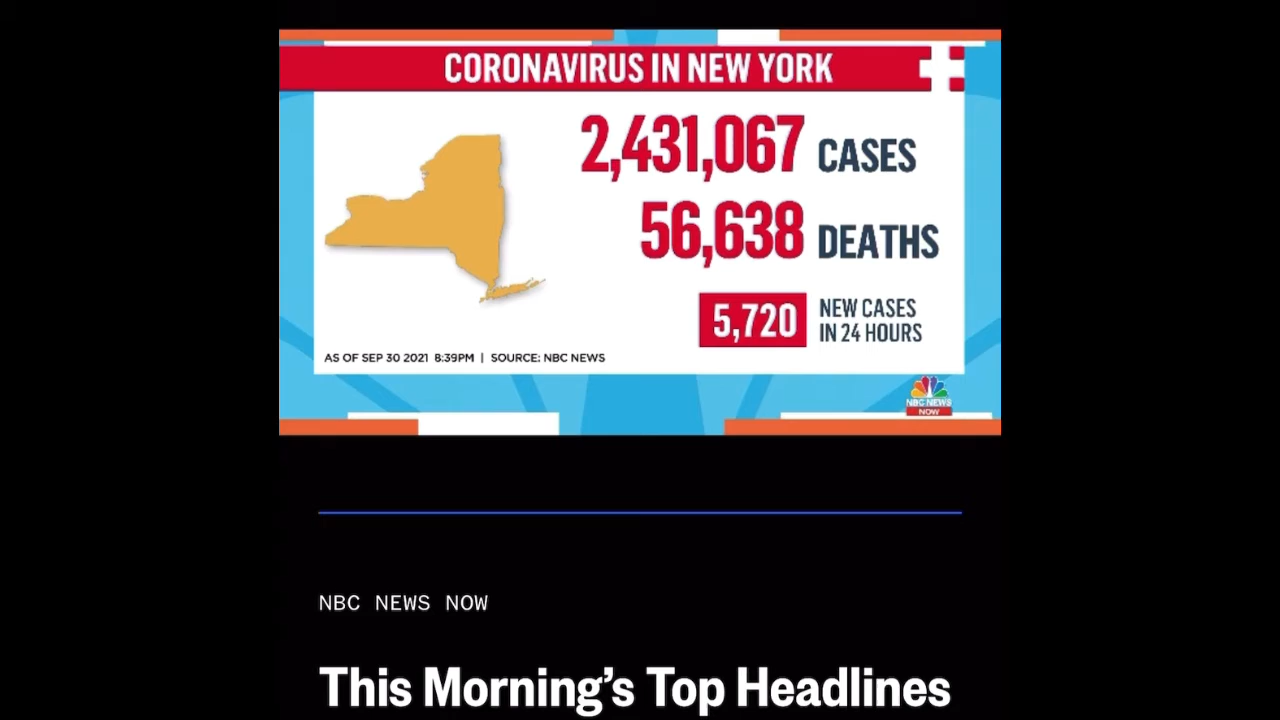 CORONAVIRUS IN NEW YORK
2,431,067 CASES
56,638 DEATHS
5,720 NEW CASES
IN 24 HOURS
AS OF SEP 30 2021 8:39PM | SOURCE: NBC NEWS
NBC NEWS
NOW
NBC NEWS NOW
This Morning's Top Headlines